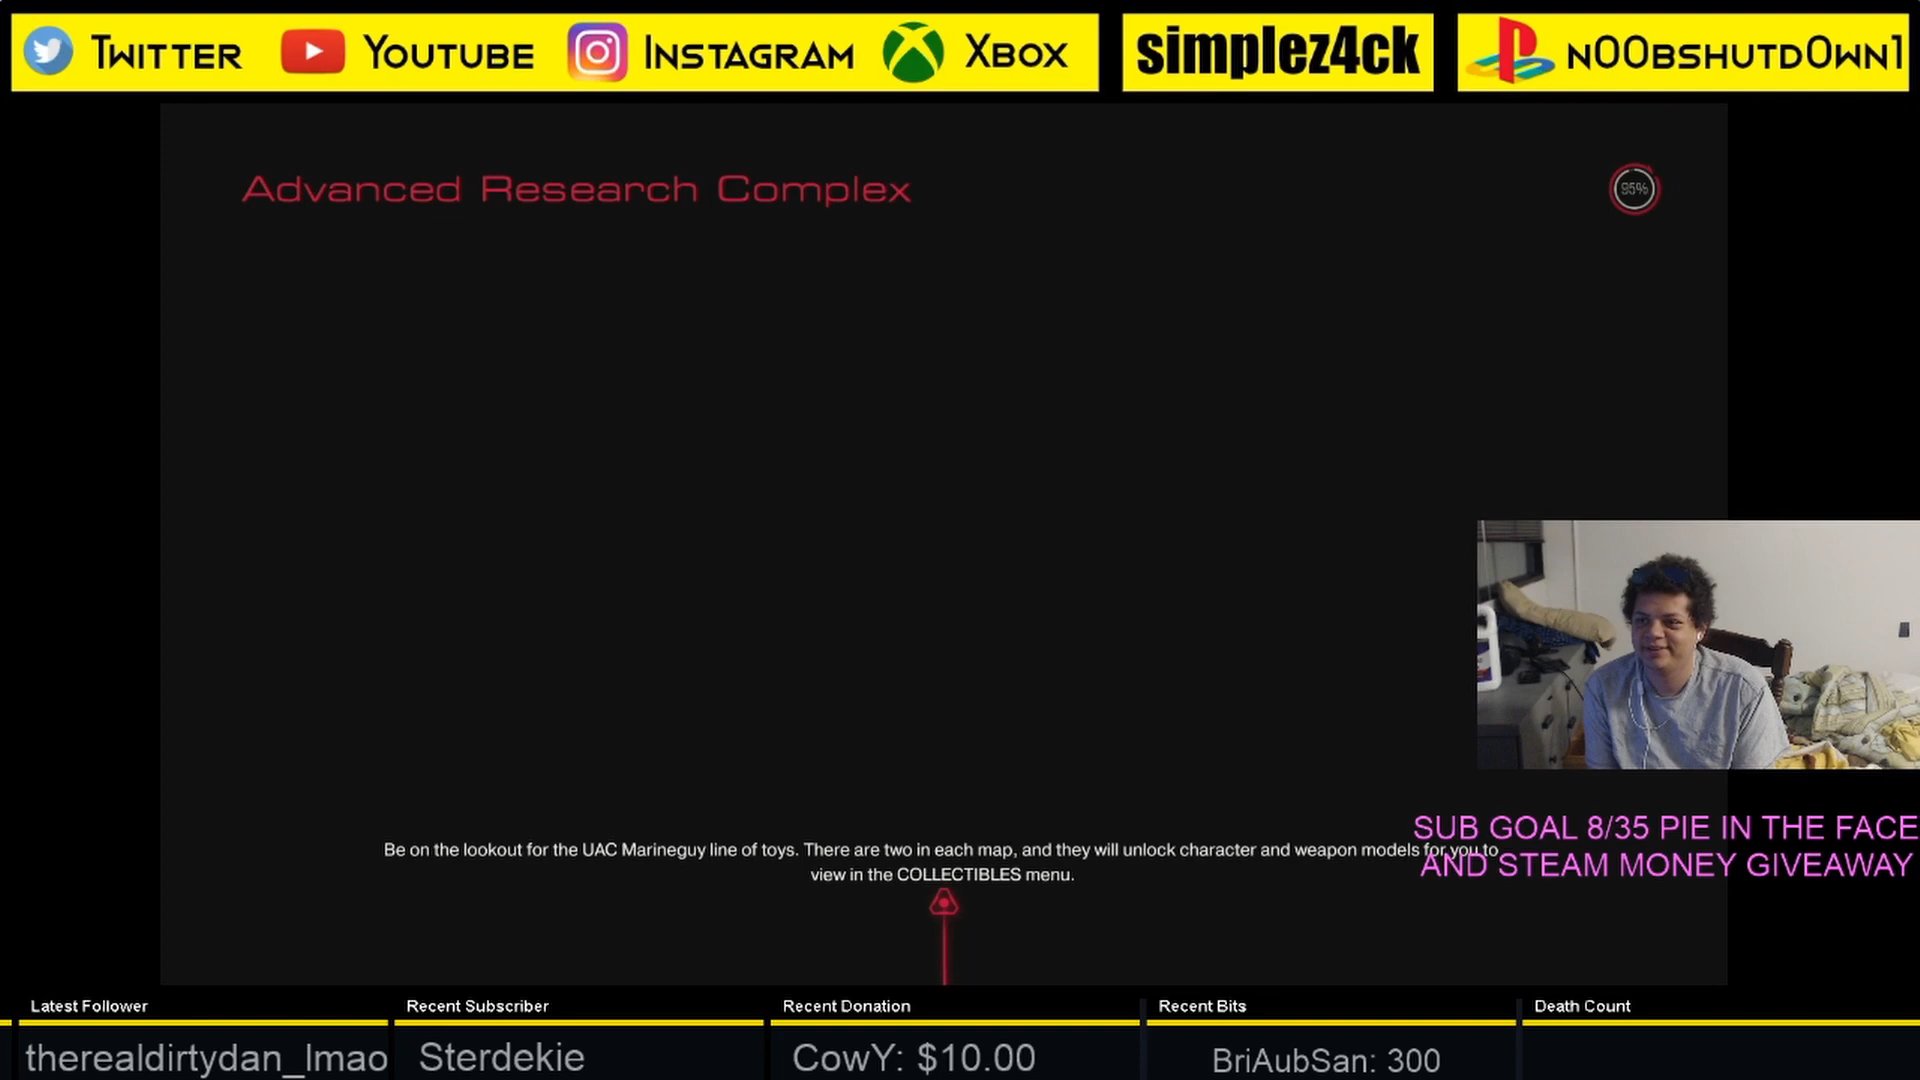 Twitter Youtube Instagram Xbox simplez4ck n00bshutd0wn1
Advanced Research Complex 95%
Be on the lookout for the UAC Marineguy line of toys. There are two in each map, and they will unlock character and weapon models for you to
view in the COLLECTIBLES menu.
SUB GOAL 8/35 PIE IN THE FACE
AND STEAM MONEY GIVEAWAY
Latest Follower Recent Subscriber Recent Donation Recent Bits Death Count
therealdirtydan_lmao Sterdekie CowY: $10.00 BriAubSan: 300